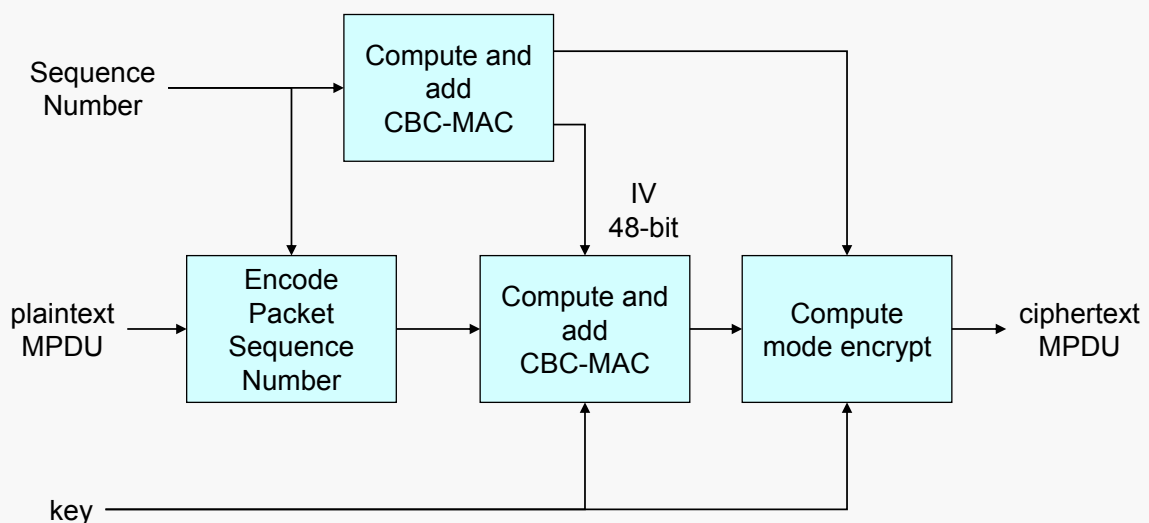 Compute and
add
CBC-MAC
Sequence
Number
IV
48-bit
plaintext
MPDU
Encode
Packet
Sequence
Number
Compute and
add
CBC-MAC
Compute
mode encrypt
ciphertext
MPDU
key